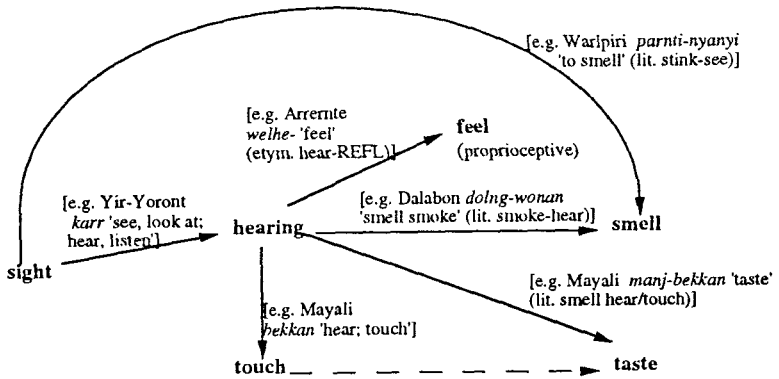 [e.g. Warlpiri parnti-nyanyi
'to smell' (lit. stink-see)]
[e.g. Arrernte
welhe- 'feel'
(etym. hear-REFL)]
feel
(proprioceptive)
[e.g. Yir-Yoront
karr 'see, look at;
hear, listen']
[e.g. Dalabon dolng-wonan
'smell smoke' (lit. smoke-hear)]
hearing
smell
sight
[e.g. Mayali manj-bekkan 'taste'
(lit. smell hear/touch)]
[e.g. Mayali
bekkan 'hear; touch']
touch
taste